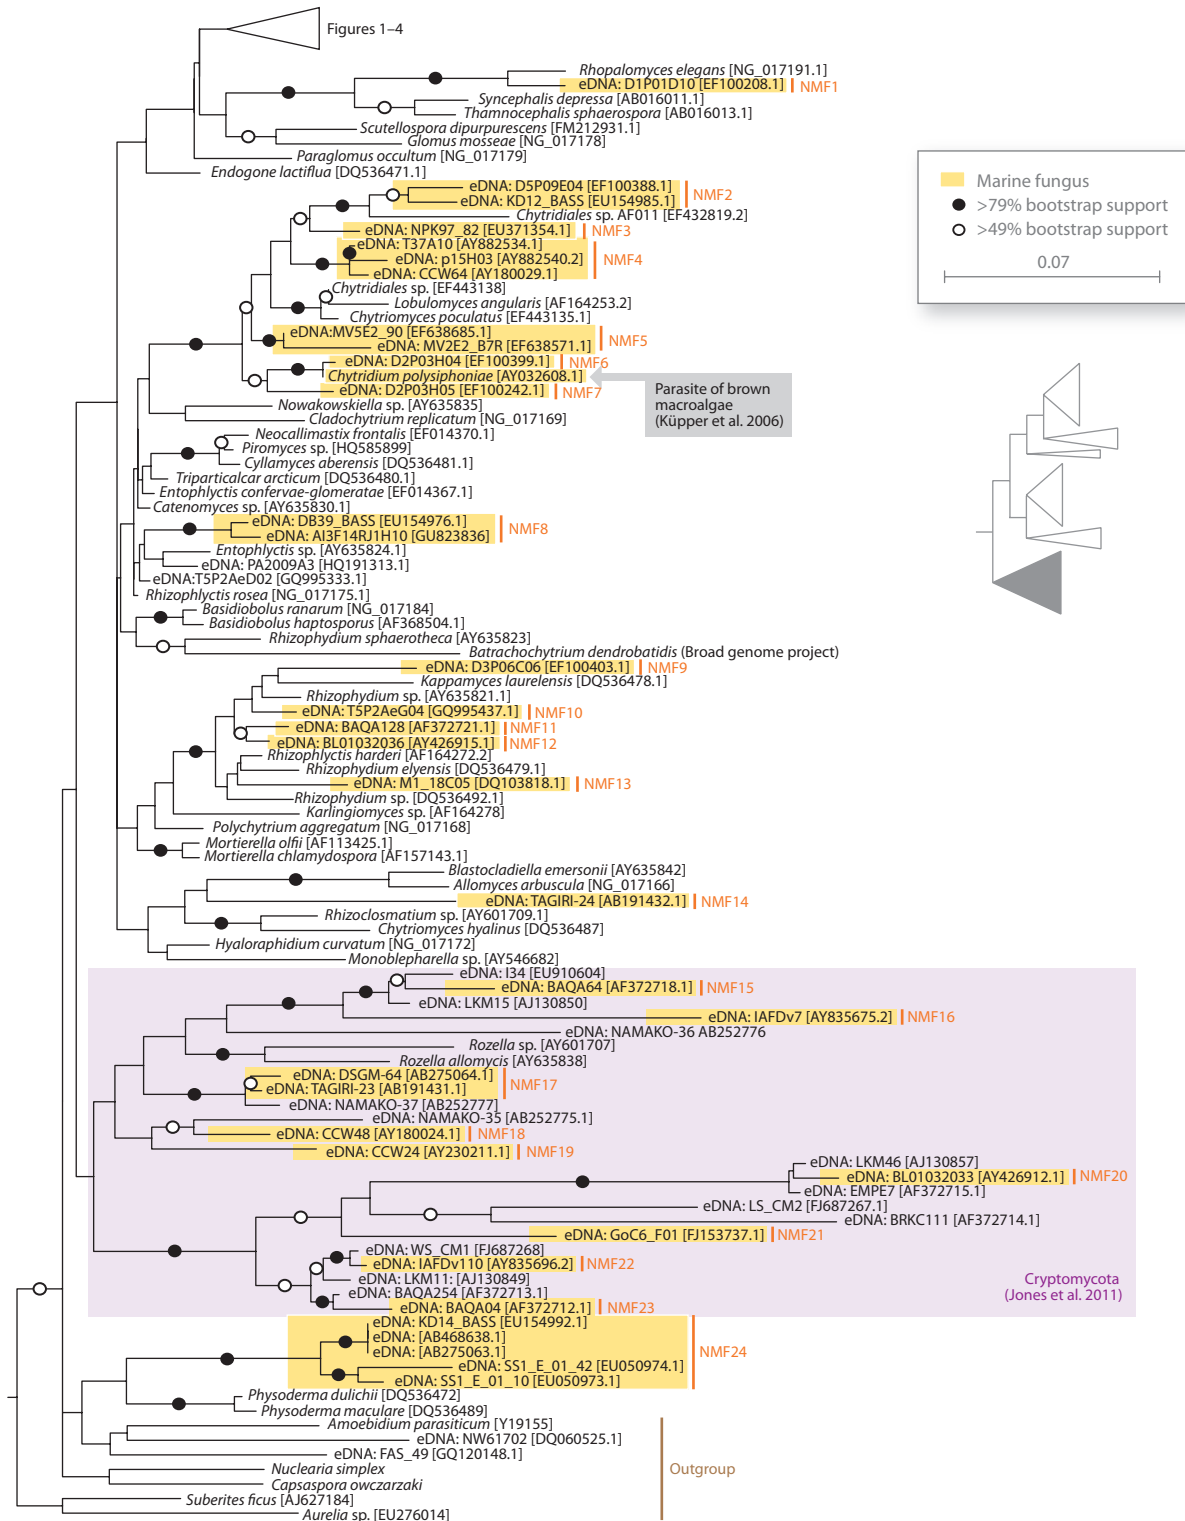 Figures 1–4
Rhopalomyces elegans [NG_017191.1]
eDNA: D1P01D10 [EF100208.1]
NMF1
Syncephalis depressa [AB016011.1]
Thamnocephalis sphaerospora [AB016013.1]
Scutellospora dipurpurescens [FM212931.1]
Glomus mosseae [NG_017178]
Paraglomus occultum [NG_017179]
Endogone lactiflua [DQ536471.1]
Marine fungus
>79% bootstrap support
>49% bootstrap support
0.07
eDNA: D5P09E04 [EF100388.1]
eDNA: KD12_BASS [EU154985.1]
NMF2
Chytridiales sp. AF011 [EF432819.2]
eDNA: NPK97_82 [EU371354.1]
NMF3
eDNA: T37A10 [AY882534.1]
eDNA: p15H03 [AY882540.2]
NMF4
eDNA: CCW64 [AY180029.1]
Chytridiales sp. [EF443138]
Lobulomyces angularis [AF164253.2]
Chytriomyces poculatus [EF443135.1]
eDNA:MV5E2_90 [EF638685.1]
NMF5
eDNA: MV2E2_B7R [EF638571.1]
eDNA: D2P03H04 [EF100399.1]
NMF6
Chytridium polysiphoniae [AY032608.1]
eDNA: D2P03H05 [EF100242.1]
NMF7
Parasite of brown
macroalgae
(Küpper et al. 2006)
Nowakowskiella sp. [AY635835]
Cladochytrium replicatum [NG_017169]
Neocallimastix frontalis [EF014370.1]
Piromyces sp. [HQ585899]
Cyllamyces aberensis [DQ536481.1]
Triparticalcar arcticum [DQ536480.1]
Entophlyctis confervae-glomeratae [EF014367.1]
Catenomyces sp. [AY635830.1]
eDNA: DB39_BASS [EU154976.1]
NMF8
eDNA: AI3F14RJ1H10 [GU823836]
Entophlyctis sp. [AY635824.1]
eDNA: PA2009A3 [HQ191313.1]
eDNA:T5P2AeD02 [GQ995333.1]
Rhizophlyctis rosea [NG_017175.1]
Basidiobolus ranarum [NG_017184]
Basidiobolus haptosporus [AF368504.1]
Rhizophydium sphaerotheca [AY635823]
Batrachochytrium dendrobatidis (Broad genome project)
eDNA: D3P06C06 [EF100403.1]
NMF9
Kappamyces laurelensis [DQ536478.1]
Rhizophydium sp. [AY635821.1]
eDNA: T5P2AeG04 [GQ995437.1]
NMF10
eDNA: BAQA128 [AF372721.1]
NMF11
eDNA: BL01032036 [AY426915.1]
NMF12
Rhizophlyctis harderi [AF164272.2]
Rhizophydium elyensis [DQ536479.1]
eDNA: M1_18C05 [DQ103818.1]
NMF13
Rhizophydium sp. [DQ536492.1]
Karlingiomyces sp. [AF164278]
Polychytrium aggregatum [NG_017168]
Mortierella olfii [AF113425.1]
Mortierella chlamydospora [AF157143.1]
Blastocladiella emersonii [AY635842]
Allomyces arbuscula [NG_017166]
eDNA: TAGIRI-24 [AB191432.1]
NMF14
Rhizoclosmatium sp. [AY601709.1]
Chytriomyces hyalinus [DQ536487]
Hyaloraphidium curvatum [NG_017172]
Monoblepharella sp. [AY546682]
eDNA: I34 [EU910604]
eDNA: BAQA64 [AF372718.1]
NMF15
eDNA: LKM15 [AJ130850]
eDNA: IAFDv7 [AY835675.2]
NMF16
eDNA: NAMAKO-36 AB252776
Rozella sp. [AY601707]
Rozella allomycis [AY635838]
eDNA: DSGM-64 [AB275064.1]
NMF17
eDNA: TAGIRI-23 [AB191431.1]
eDNA: NAMAKO-37 [AB252777]
eDNA: NAMAKO-35 [AB252775.1]
eDNA: CCW48 [AY180024.1]
NMF18
eDNA: CCW24 [AY230211.1]
NMF19
eDNA: LKM46 [AJ130857]
eDNA: BL01032033 [AY426912.1]
NMF20
eDNA: EMPE7 [AF372715.1]
eDNA: LS_CM2 [FJ687267.1]
eDNA: BRKC111 [AF372714.1]
eDNA: GoC6_F01 [FJ153737.1]
NMF21
eDNA: WS_CM1 [FJ687268]
eDNA: IAFDv110 [AY835696.2]
NMF22
eDNA: LKM11: [AJ130849]
eDNA: BAQA254 [AF372713.1]
eDNA: BAQA04 [AF372712.1]
NMF23
Cryptomycota
(Jones et al. 2011)
eDNA: KD14_BASS [EU154992.1]
eDNA: [AB468638.1]
eDNA: [AB275063.1]
NMF24
eDNA: SS1_E_01_42 [EU050974.1]
eDNA: SS1_E_01_10 [EU050973.1]
Physoderma dulichii [DQ536472]
Physoderma maculare [DQ536489]
Amoebidium parasiticum [Y19155]
eDNA: NW61702 [DQ060525.1]
eDNA: FAS_49 [GQ120148.1]
Nuclearia simplex
Outgroup
Capsaspora owczarzaki
Suberites ficus [AJ627184]
Aurelia sp. [EU276014]